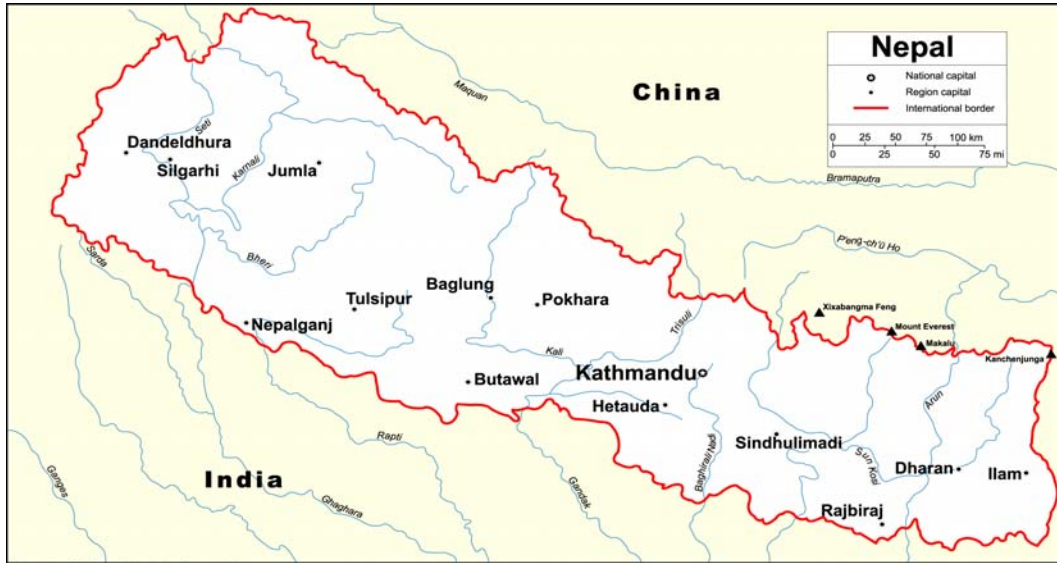 Nepal
National capital
Region capital
International border
0 25 50 75 100 km
0 25 50 75 mi
China
Maquan
Bramaputra
P'eng-ch'ü Ho
Seti
Karnali
Dandeldhura
Silgarhi
Jumla
Sarda
Bheri
Baglung
Pokhara
Tulsipur
Nepalganj
Trisuli
Xixabangma Feng
Mount Everest
Makalu
Kanchenjunga
Kali
Kathmandu
Butawal
Hetauda
Arun
Sindhulimadi
Baghirali Nadi
Sun Kosi
Dharan
Ilam
Rajbiraj
Rapti
India
Ganges
Ghaghara
Gandak